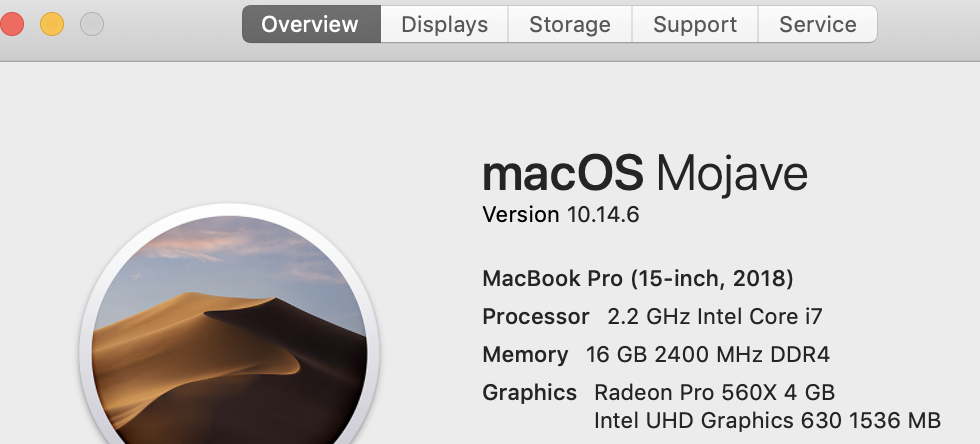 Overview Displays Storage Support Service
macOS Mojave
Version 10.14.6
MacBook Pro (15-inch, 2018)
Processor 2.2 GHz Intel Core i7
Memory 16 GB 2400 MHz DDR4
Graphics Radeon Pro 560X 4 GB
Intel UHD Graphics 630 1536 MB